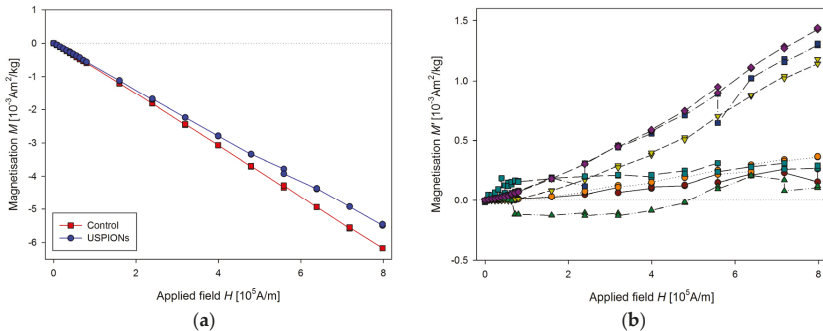 (a)
Magnetisation M [10⁻³Am²/kg]
1
0
-1
-2
-3
-4
-5
-6
Control
USPIONs
0
2
4
6
8
Applied field H [10⁵A/m]
(a)
(b)
Magnetisation M' [10⁻³Am²/kg]
1.5
1.0
0.5
0.0
-0.5
0
2
4
6
8
Applied field H [10⁵A/m]
(b)